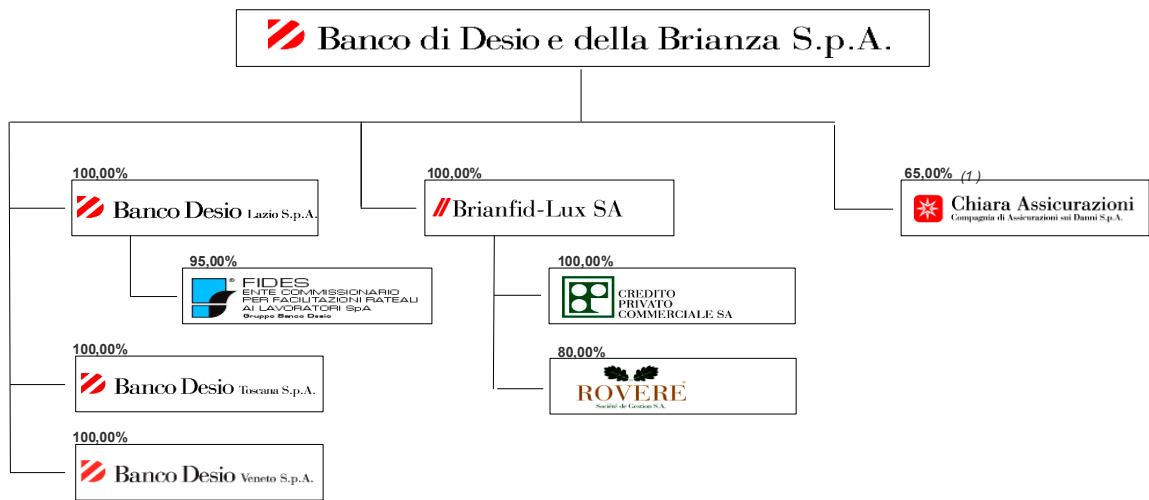 Banco di Desio e della Brianza S.p.A.
100,00%
Banco Desio Lazio S.p.A.
95,00%
® FIDES
ENTE COMMISSIONARIO
PER FACILITAZIONI RATEALI
AI LAVORATORI SpA
Gruppo Banco Desio
100,00%
Banco Desio Toscana S.p.A.
100,00%
Banco Desio Veneto S.p.A.
100,00%
Brianfid-Lux SA
100,00%
CREDITO
PRIVATO
COMMERCIALE SA
80,00%
ROVERE
Société de Gestion S.A.
65,00% (1)
Chiara Assicurazioni
Compagnia di Assicurazioni sui Danni S.p.A.